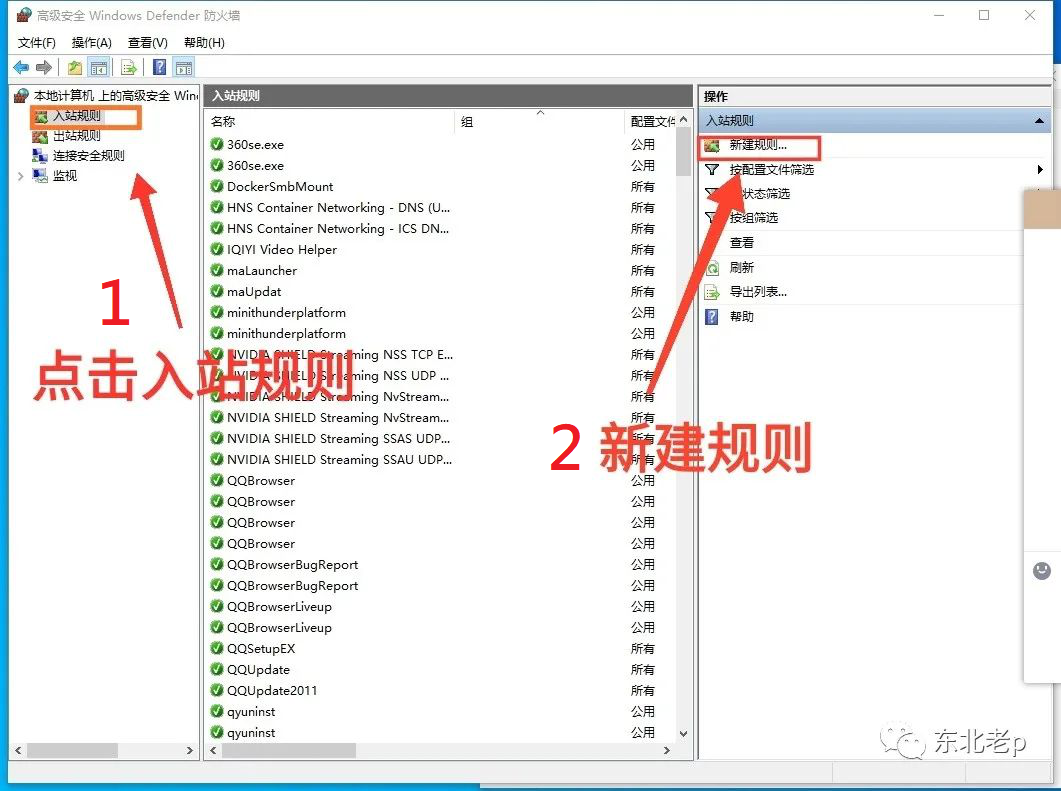 高级安全 Windows Defender 防火墙
文件(F) 操作(A) 查看(V) 帮助(H)
本地计算机 上的高级安全 Win
入站规则
出站规则
连接安全规则
监视
1
点击入站规则
入站规则
名称 组 配置文件
360se.exe 公用
360se.exe 公用
DockerSmbMount 所有
HNS Container Networking - DNS (U... 所有
HNS Container Networking - ICS DN... 所有
IQIYI Video Helper 所有
maLauncher 所有
maUpdat 所有
minithunderplatform 公用
minithunderplatform 公用
NVIDIA SHIELD Streaming NSS TCP E... 所有
NVIDIA SHIELD Streaming NSS UDP ... 所有
NVIDIA SHIELD Streaming NvStream... 所有
NVIDIA SHIELD Streaming NvStream... 所有
NVIDIA SHIELD Streaming SSAS UDP... 所有
NVIDIA SHIELD Streaming SSAU UDP... 所有
QQBrowser 公用
QQBrowser 公用
QQBrowser 公用
QQBrowser 公用
QQBrowserBugReport 公用
QQBrowserBugReport 公用
QQBrowserLiveup 公用
QQBrowserLiveup 公用
QQSetupEX 所有
QQUpdate 所有
QQUpdate2011 所有
qyuninst 公用
qyuninst 公用
2 新建规则
操作
入站规则
新建规则...
按配置文件筛选
状态筛选
按组筛选
查看
刷新
导出列表...
帮助
东北老p